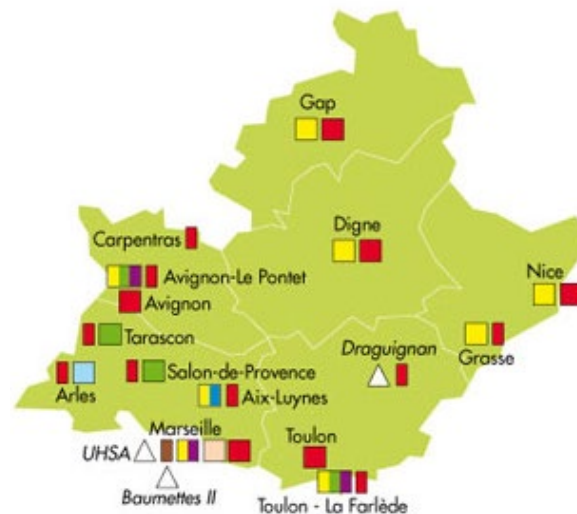 Gap
Digne
Carpentras
Avignon-Le Pontet
Avignon
Nice
Tarascon
Draguignan
Grasse
Salon-de-Provence
Arles
Aix-Luynes
Marseille
Toulon
UHSA
Baumettes II
Toulon - La Farlède